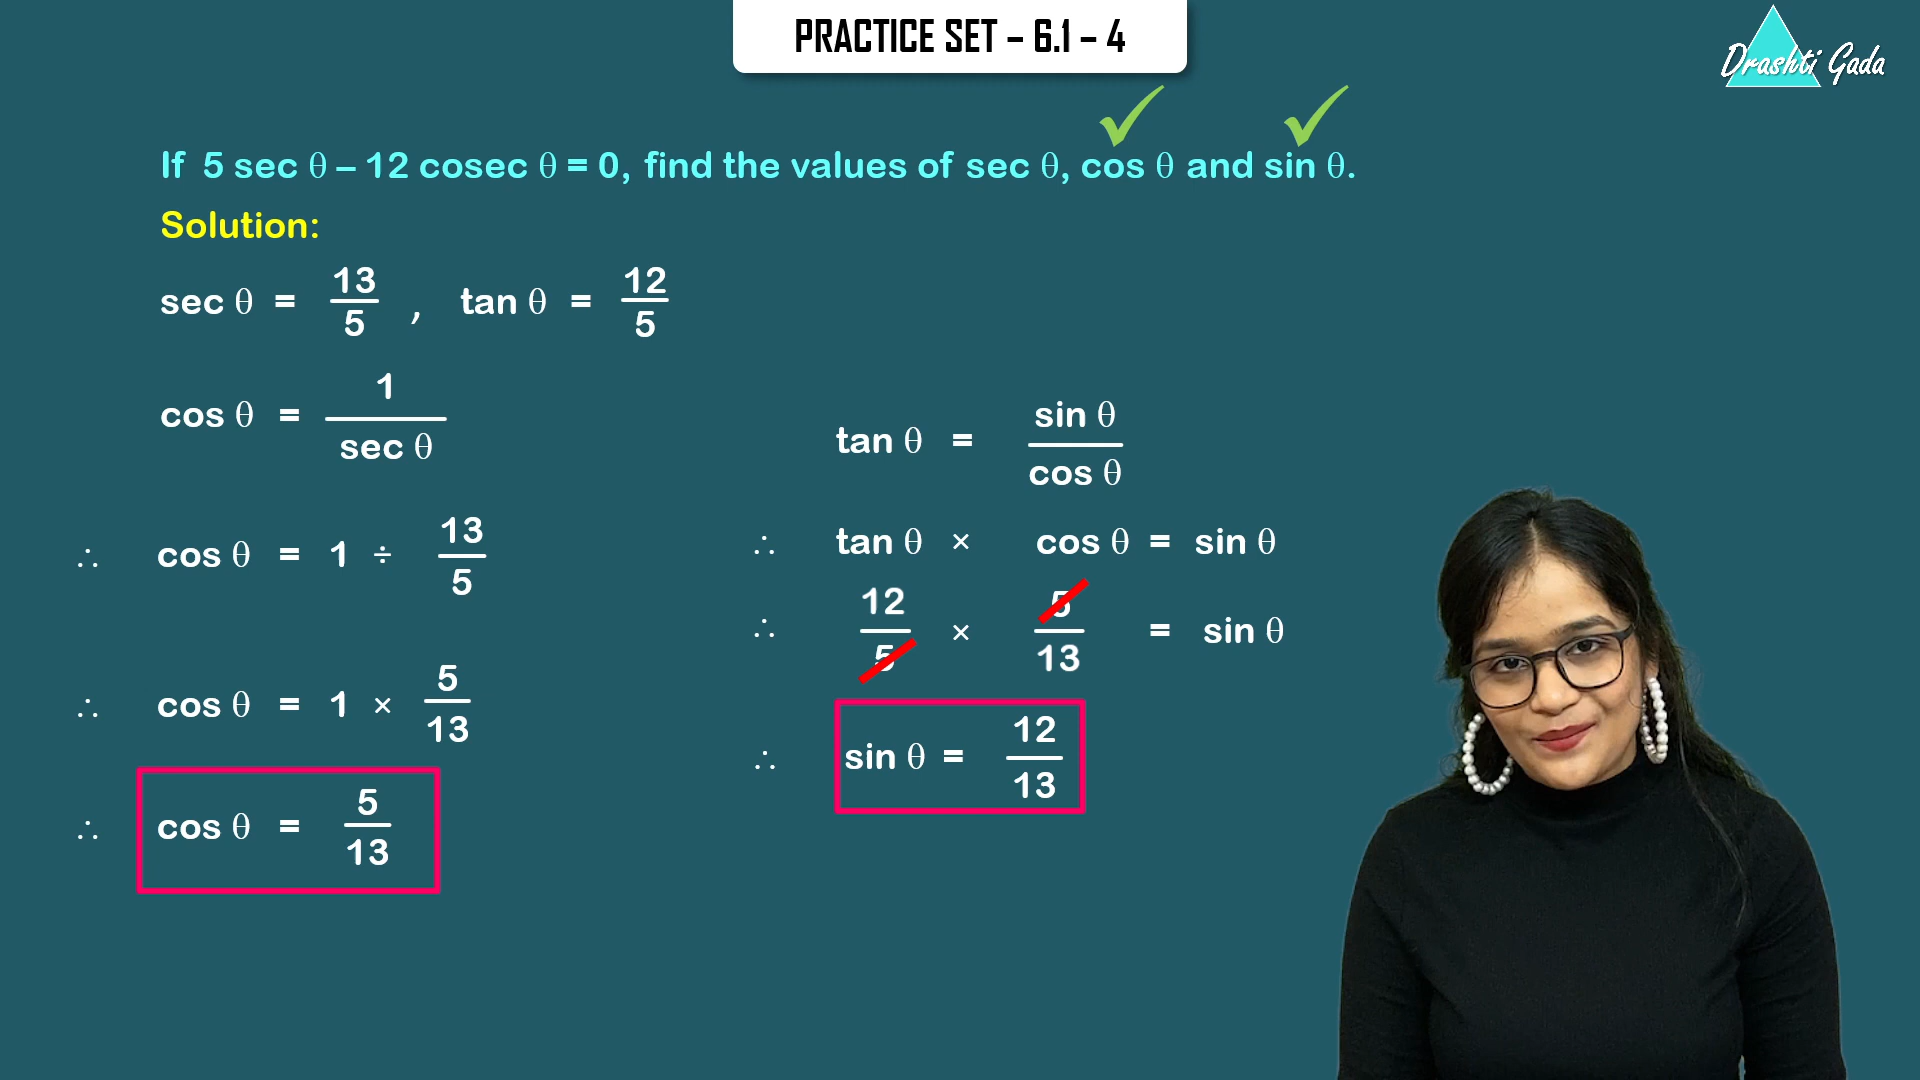 PRACTICE SET – 6.1 – 4
Drashti Gada
If 5 sec θ – 12 cosec θ = 0, find the values of sec θ, cos θ and sin θ.
Solution:
sec θ = 13/5 , tan θ = 12/5
cos θ = 1/sec θ
∴ cos θ = 1 ÷ 13/5
∴ cos θ = 1 × 5/13
∴ cos θ = 5/13
tan θ = sin θ/cos θ
∴ tan θ × cos θ = sin θ
∴ 12/5 × 5/13 = sin θ
∴ sin θ = 12/13